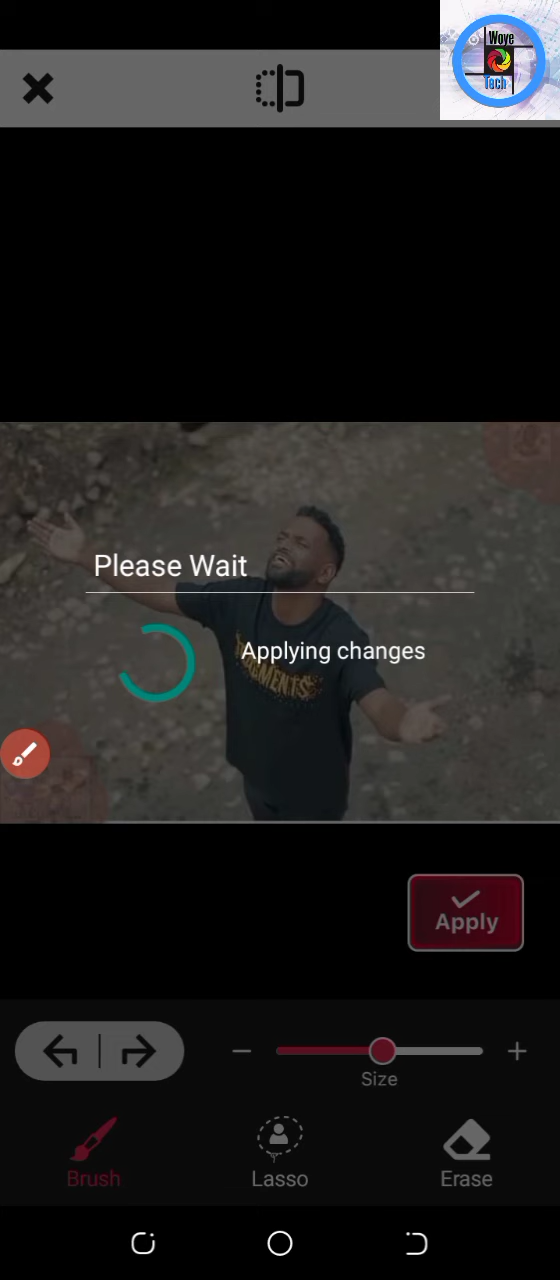 Woye
Tech
Please Wait
Applying changes
Apply
Size
Brush
Lasso
Erase